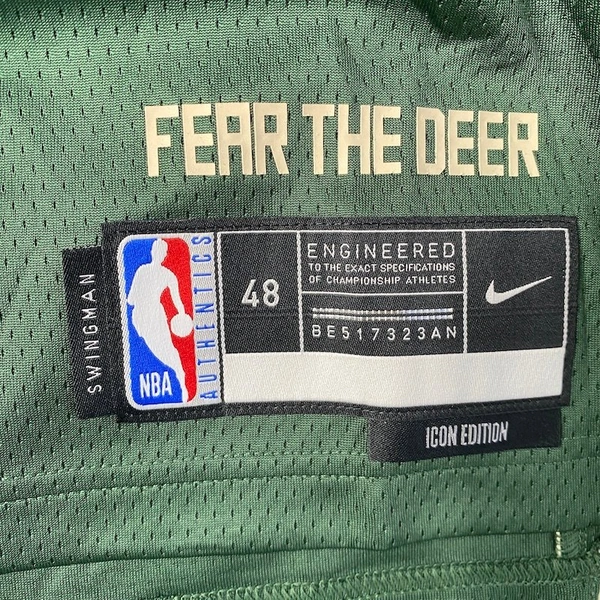 FEAR THE DEER
SWINGMAN
NBA
AUTHENTICS
48
ENGINEERED
TO THE EXACT SPECIFICATIONS
OF CHAMPIONSHIP ATHLETES
BE517323AN
ICON EDITION